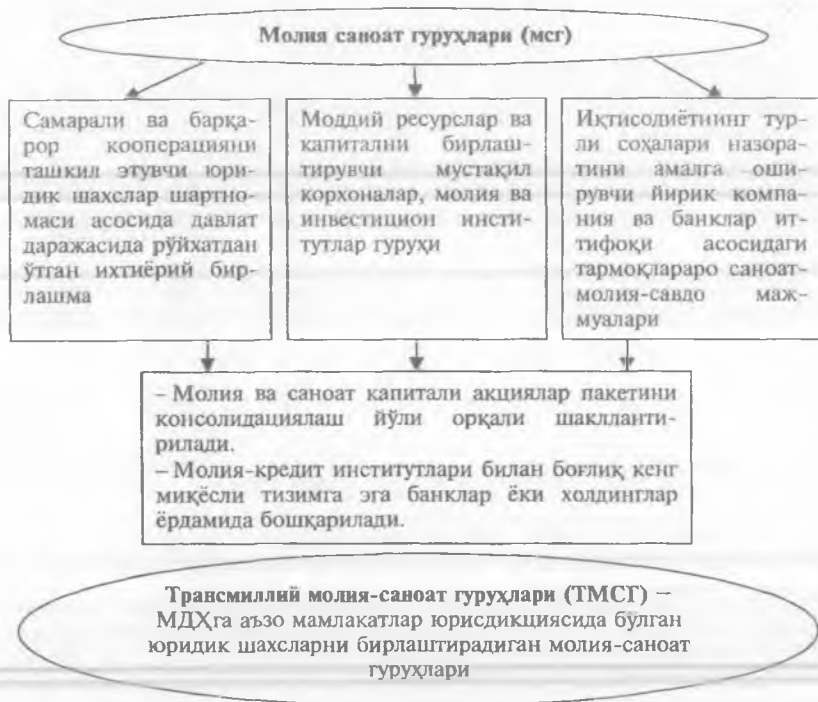 Молия саноат гуруҳлари (мсг)
Самарали ва барқа-
рор кооперацияни
ташкил этувчи юри-
дик шахслар шартно-
маси асосида давлат
даражасида рўйхатдан
ўтган ихтиёрий бир-
лашма
Моддий ресурслар ва
капитални бирлаш-
тирувчи мустақил
корхоналар, молия ва
инвестицион инсти-
тутлар гуруҳи
Иқтисолиётнинг тур-
ли соҳалари назора-
тини амалга оши-
рувчи йирик компа-
ния ва банклар ит-
тифоқи асосидаги
тармоқлараро саноат-
молия-савдо маж-
муалари
– Молия ва саноат капитали акциялар пакетини
консолидациялаш йўли орқали шакллланти-
рилади.
– Молия-кредит институтлари билан боғлиқ кенг
миқёсли тизимга эга банклар ёки холдинглар
ёрдамида бошқарилади.
Трансмиллий молия-саноат гуруҳлари (ТМСГ) –
МДҲга аъзо мамлакатлар юрисдикциясида бўлган
юридик шахсларни бирлаштирадиган молия-саноат
гуруҳлари